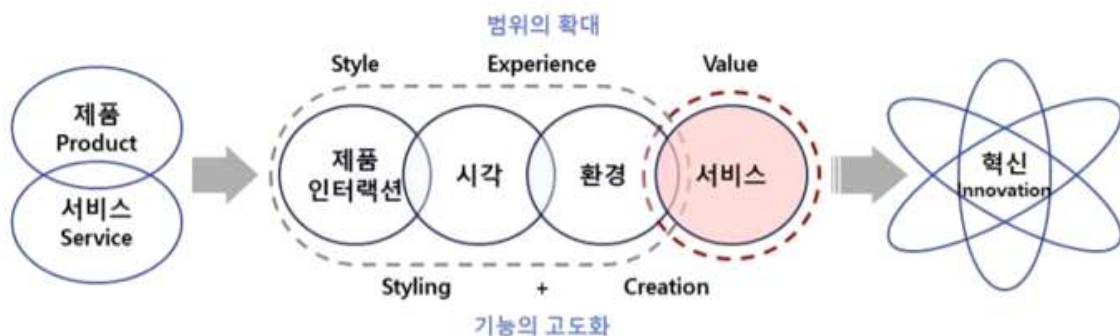 범위의 확대
Style Experience Value
제품
Product
서비스
Service
제품
인터랙션
시각
환경
서비스
혁신
Innovation
Styling + Creation
기능의 고도화